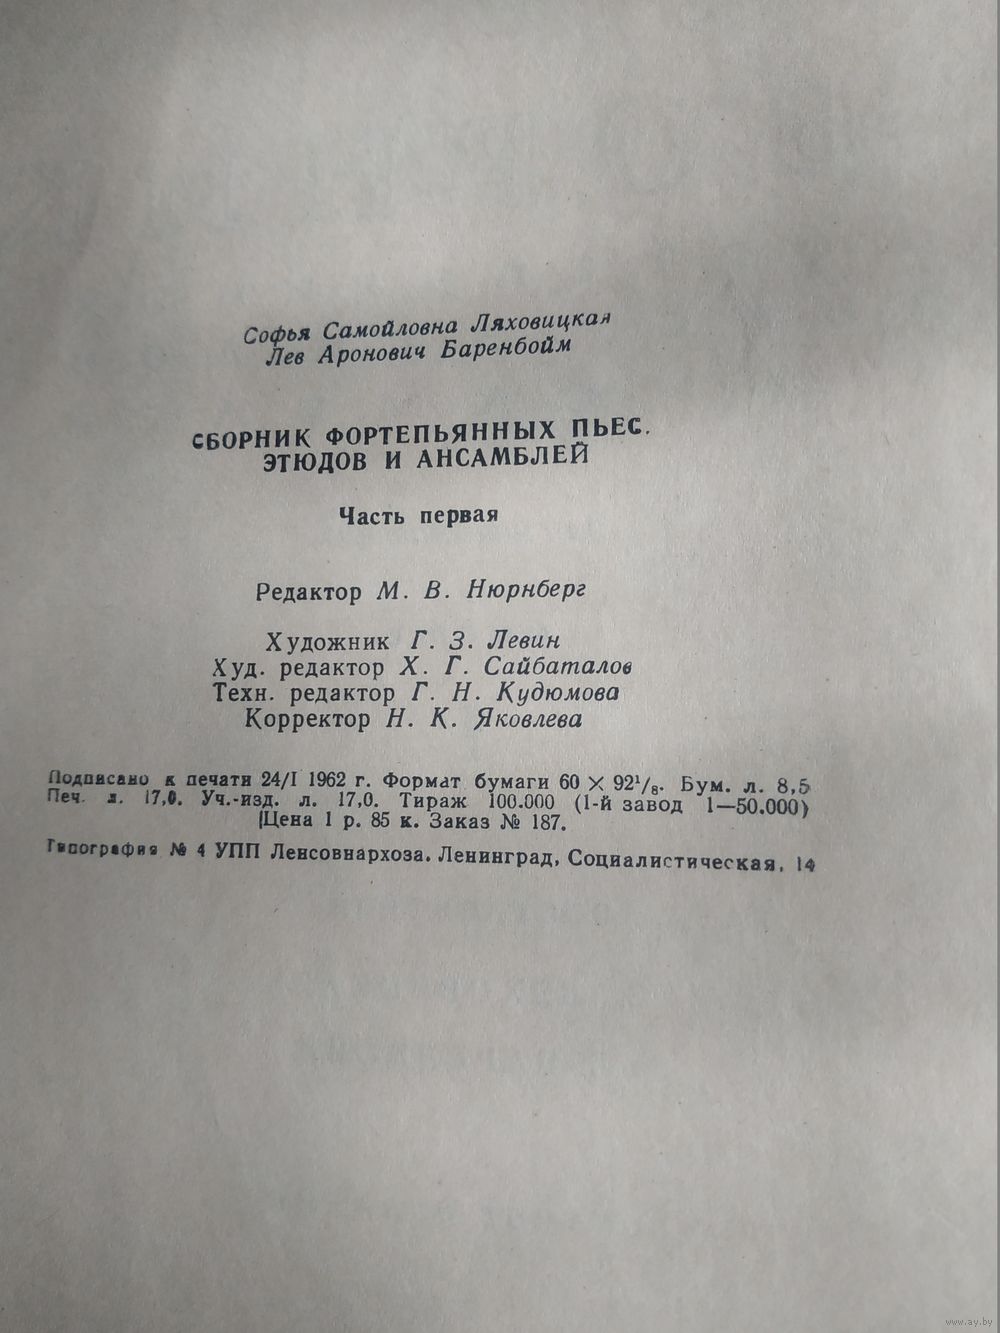 Софья Самойловна Ляховицкая
Лев Аронович Баренбойм
СБОРНИК ФОРТЕПЬЯННЫХ ПЬЕС,
ЭТЮДОВ И АНСАМБЛЕЙ
Часть первая
Редактор М. В. Нюрнберг
Художник Г. З. Левин
Худ. редактор Х. Г. Сайбаталов
Техн. редактор Г. Н. Кудюмова
Корректор Н. К. Яковлева
Подписано к печати 24/I 1962 г. Формат бумаги 60 × 92¹/₈. Бум. л. 8,5
Печ. л. 17,0. Уч.-изд. л. 17,0. Тираж 100.000 (1-й завод 1—50.000)
Цена 1 р. 85 к. Заказ № 187.
Типография № 4 УПП Ленсовнархоза. Ленинград, Социалистическая, 14
www.ay.by